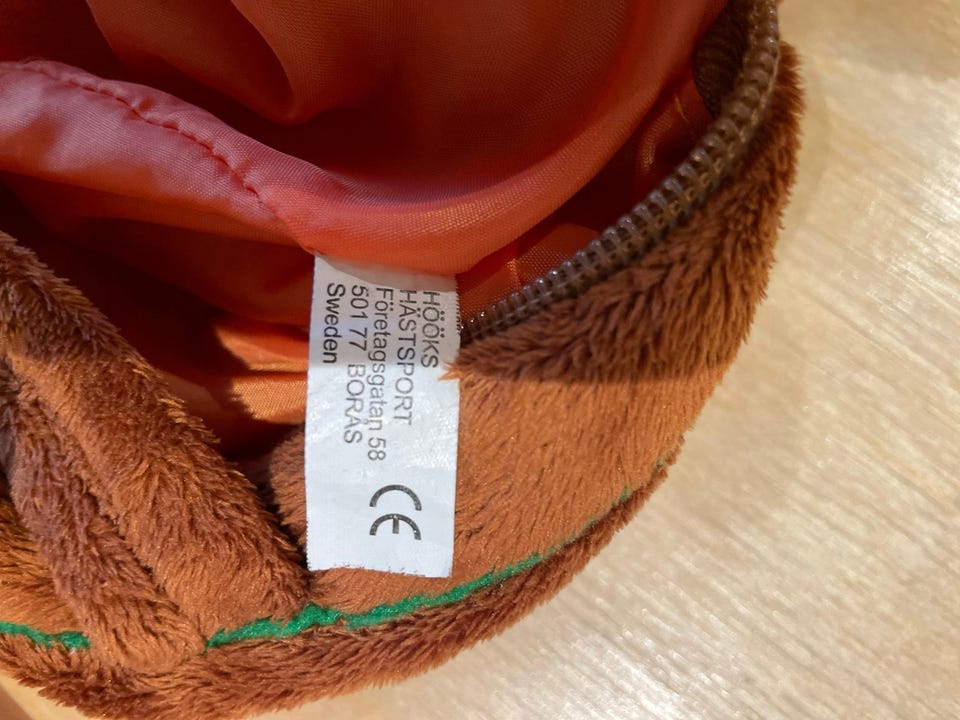 HÖÖKS
HÄSTSPORT
Företagsgatan 58
501 77 BORÅS
Sweden
CE